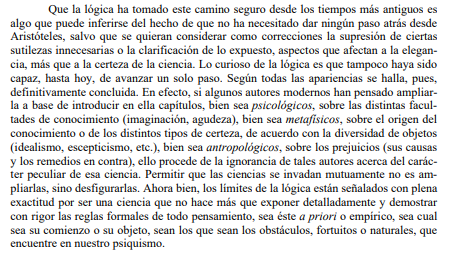 Que la lógica ha tomado este camino seguro desde los tiempos más antiguos es
algo que puede inferirse del hecho de que no ha necesitado dar ningún paso atrás desde
Aristóteles, salvo que se quieran considerar como correcciones la supresión de ciertas
sutilezas innecesarias o la clarificación de lo expuesto, aspectos que afectan a la elegan-
cia, más que a la certeza de la ciencia. Lo curioso de la lógica es que tampoco haya sido
capaz, hasta hoy, de avanzar un solo paso. Según todas las apariencias se halla, pues,
definitivamente concluida. En efecto, si algunos autores modernos han pensado ampliar-
la a base de introducir en ella capítulos, bien sea psicológicos, sobre las distintas facul-
tades de conocimiento (imaginación, agudeza), bien sea metafísicos, sobre el origen del
conocimiento o de los distintos tipos de certeza, de acuerdo con la diversidad de objetos
(idealismo, escepticismo, etc.), bien sea antropológicos, sobre los prejuicios (sus causas
y los remedios en contra), ello procede de la ignorancia de tales autores acerca del carác-
ter peculiar de esa ciencia. Permitir que las ciencias se invadan mutuamente no es am-
pliarlas, sino desfigurarlas. Ahora bien, los límites de la lógica están señalados con plena
exactitud por ser una ciencia que no hace más que exponer detalladamente y demostrar
con rigor las reglas formales de todo pensamiento, sea éste a priori o empírico, sea cual
sea su comienzo o su objeto, sean los que sean los obstáculos, fortuitos o naturales, que
encuentre en nuestro psiquismo.